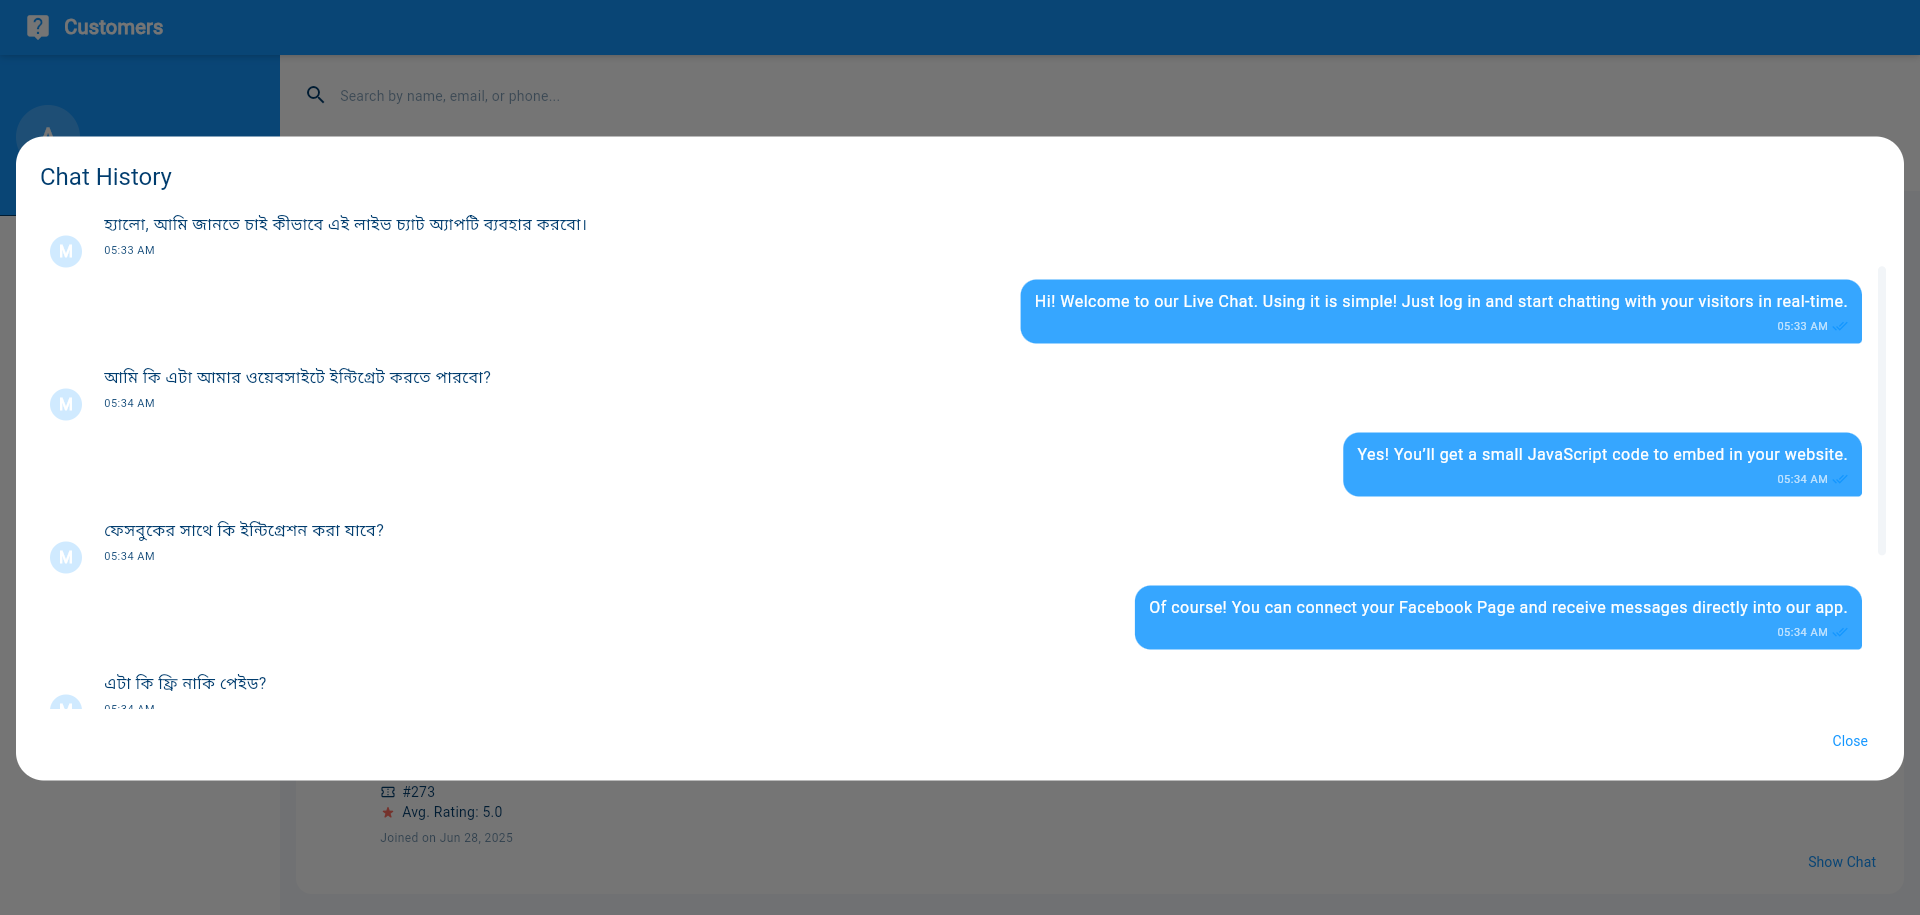 Customers
Search by name, email, or phone...
A
Chat History
হ্যালো, আমি জানতে চাই কীভাবে এই লাইভ চ্যাট অ্যাপটি ব্যবহার করবো।
M
05:33 AM
Hi! Welcome to our Live Chat. Using it is simple! Just log in and start chatting with your visitors in real-time.
05:33 AM
আমি কি এটা আমার ওয়েবসাইটে ইন্টিগ্রেট করতে পারবো?
M
05:34 AM
Yes! You’ll get a small JavaScript code to embed in your website.
05:34 AM
ফেসবুকের সাথে কি ইন্টিগ্রেশন করা যাবে?
M
05:34 AM
Of course! You can connect your Facebook Page and receive messages directly into our app.
05:34 AM
এটা কি ফ্রি নাকি পেইড?
M
05:34 AM
Close
#273
Avg. Rating: 5.0
Joined on Jun 28, 2025
Show Chat